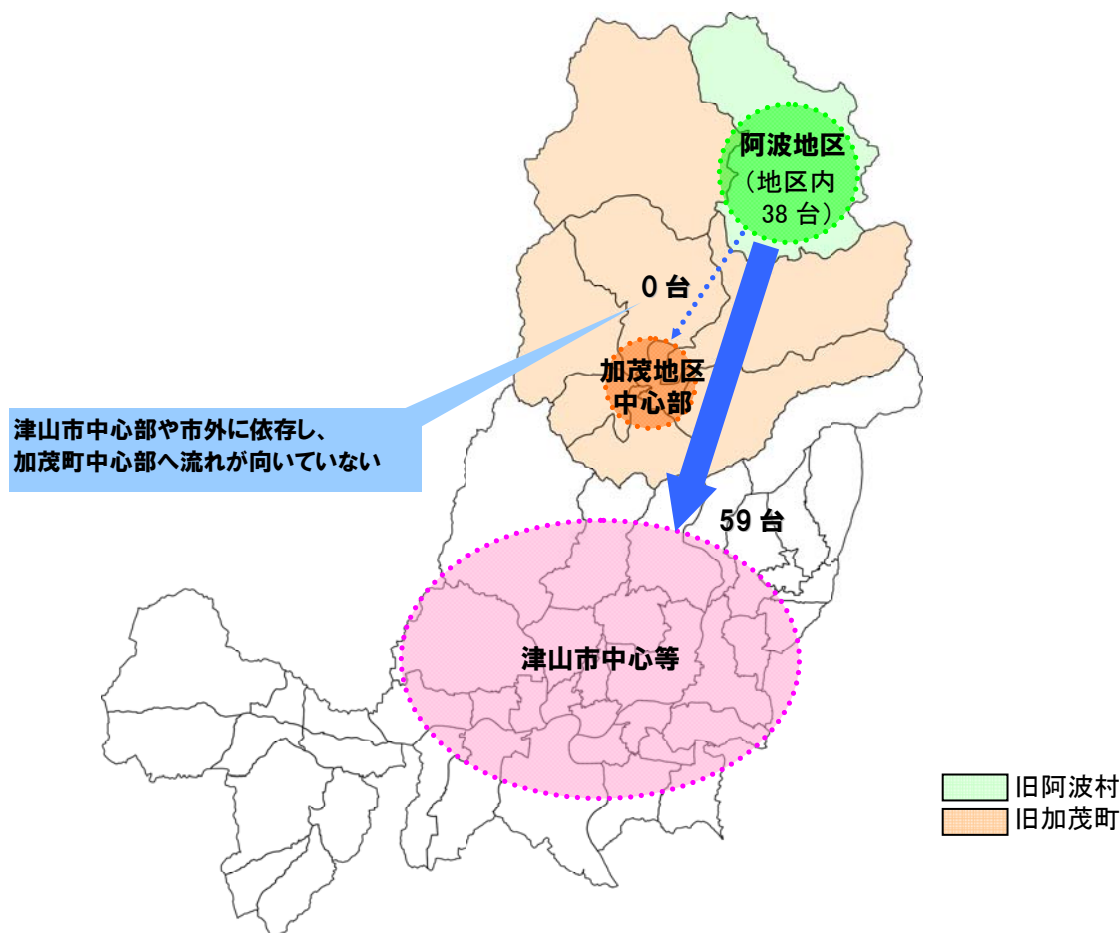 阿波地区
（地区内
38 台）
0 台
加茂地区
中心部
津山市中心部や市外に依存し、
加茂町中心部へ流れが向いていない
59 台
津山市中心等
旧阿波村
旧加茂町